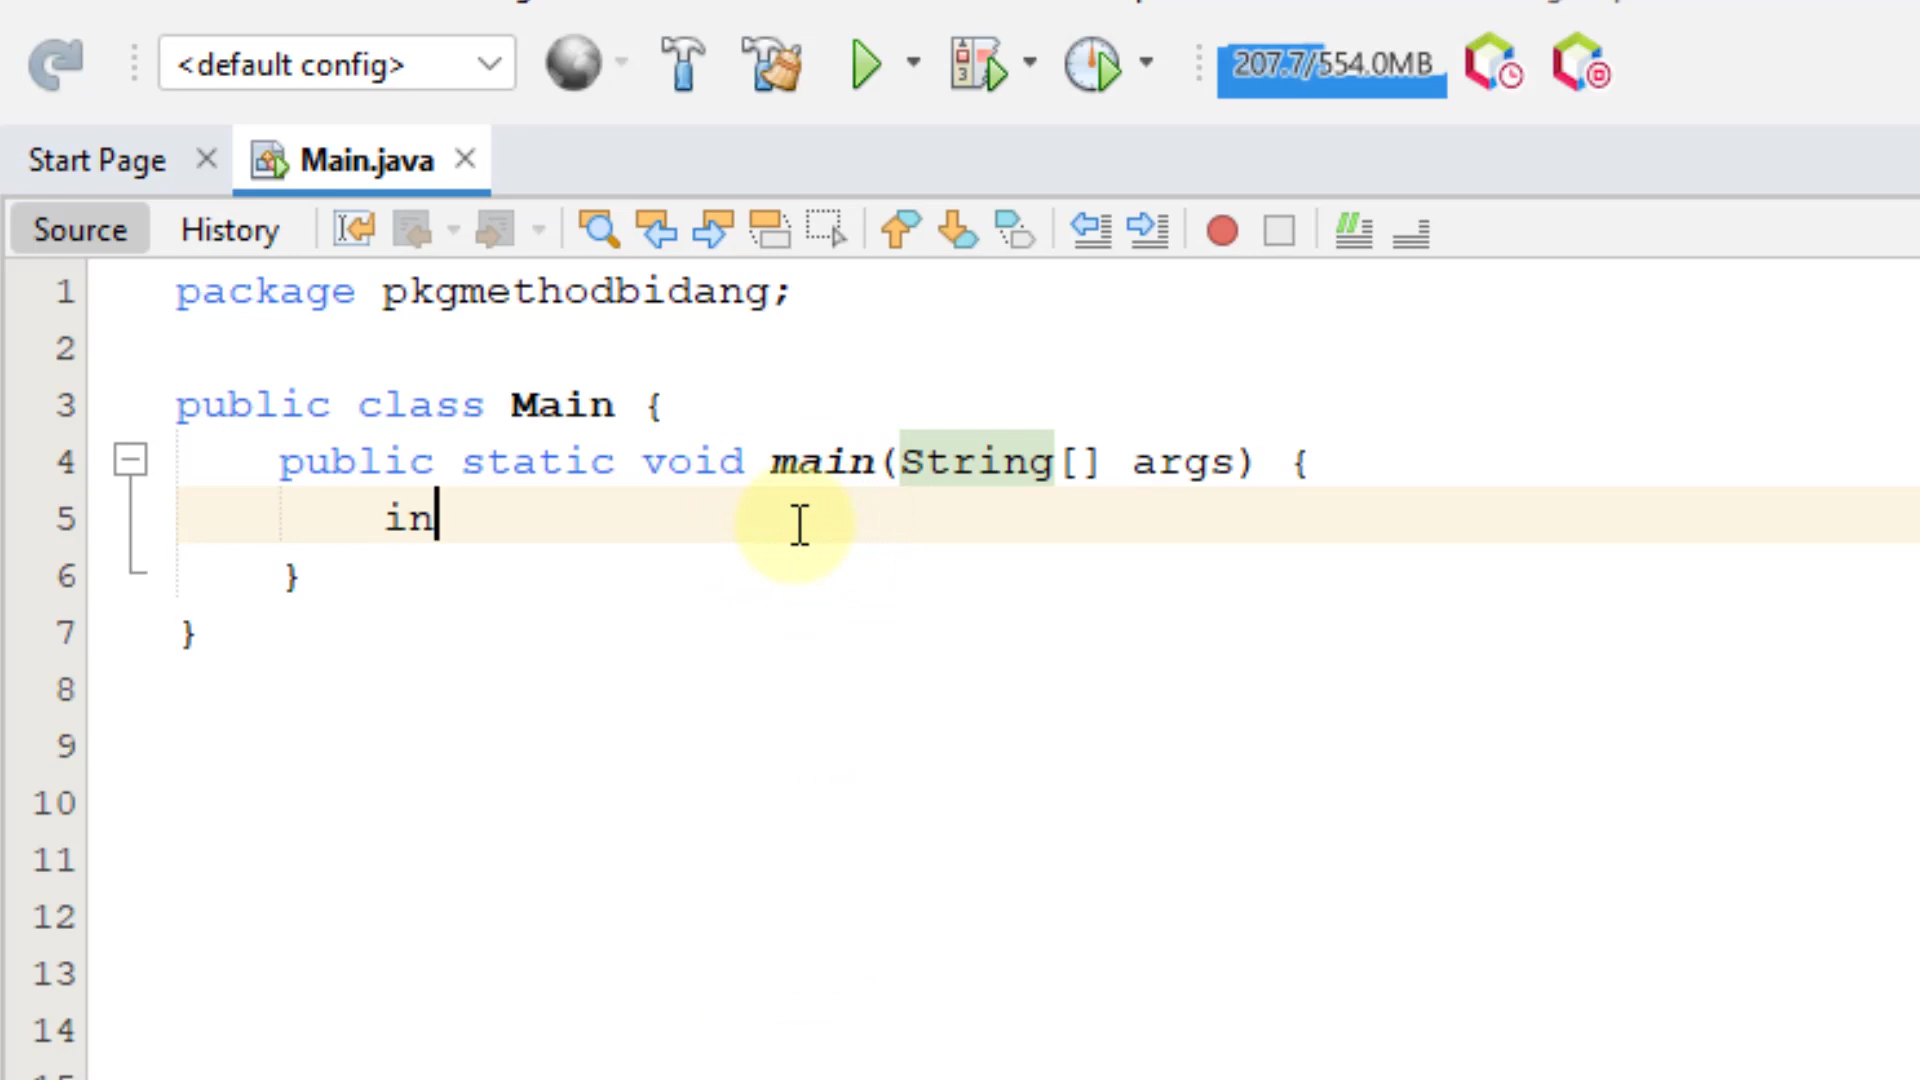 <default config>
207.7/554.0MB
Start Page
Main.java
Source History
1 package pkgmethodbidang;
2
3 public class Main {
4 public static void main(String[] args) {
5 in
6 }
7 }
8
9
10
11
12
13
14